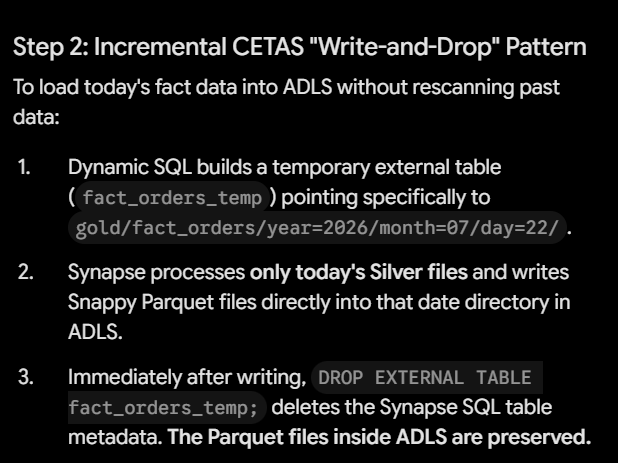 Step 2: Incremental CETAS "Write-and-Drop" Pattern
To load today's fact data into ADLS without rescanning past
data:
1. Dynamic SQL builds a temporary external table
( fact_orders_temp ) pointing specifically to
gold/fact_orders/year=2026/month=07/day=22/ .
2. Synapse processes only today's Silver files and writes
Snappy Parquet files directly into that date directory in
ADLS.
3. Immediately after writing, DROP EXTERNAL TABLE
fact_orders_temp; deletes the Synapse SQL table
metadata. The Parquet files inside ADLS are preserved.